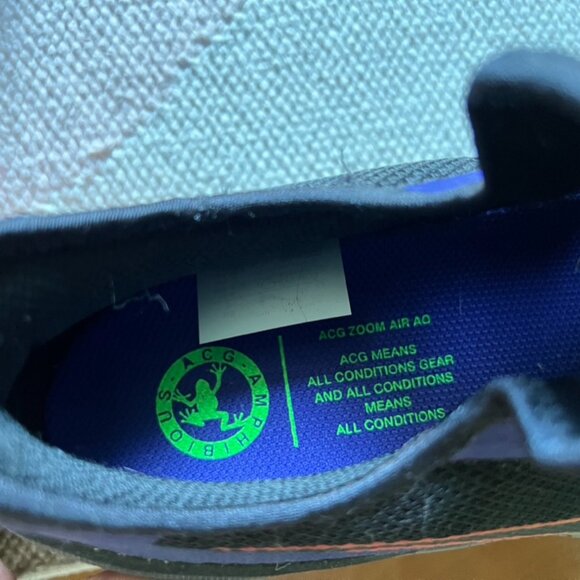 ACG-AMPHIBIOUS-
ACG ZOOM AIR AO
ACG MEANS
ALL CONDITIONS GEAR
AND ALL CONDITIONS
MEANS
ALL CONDITIONS